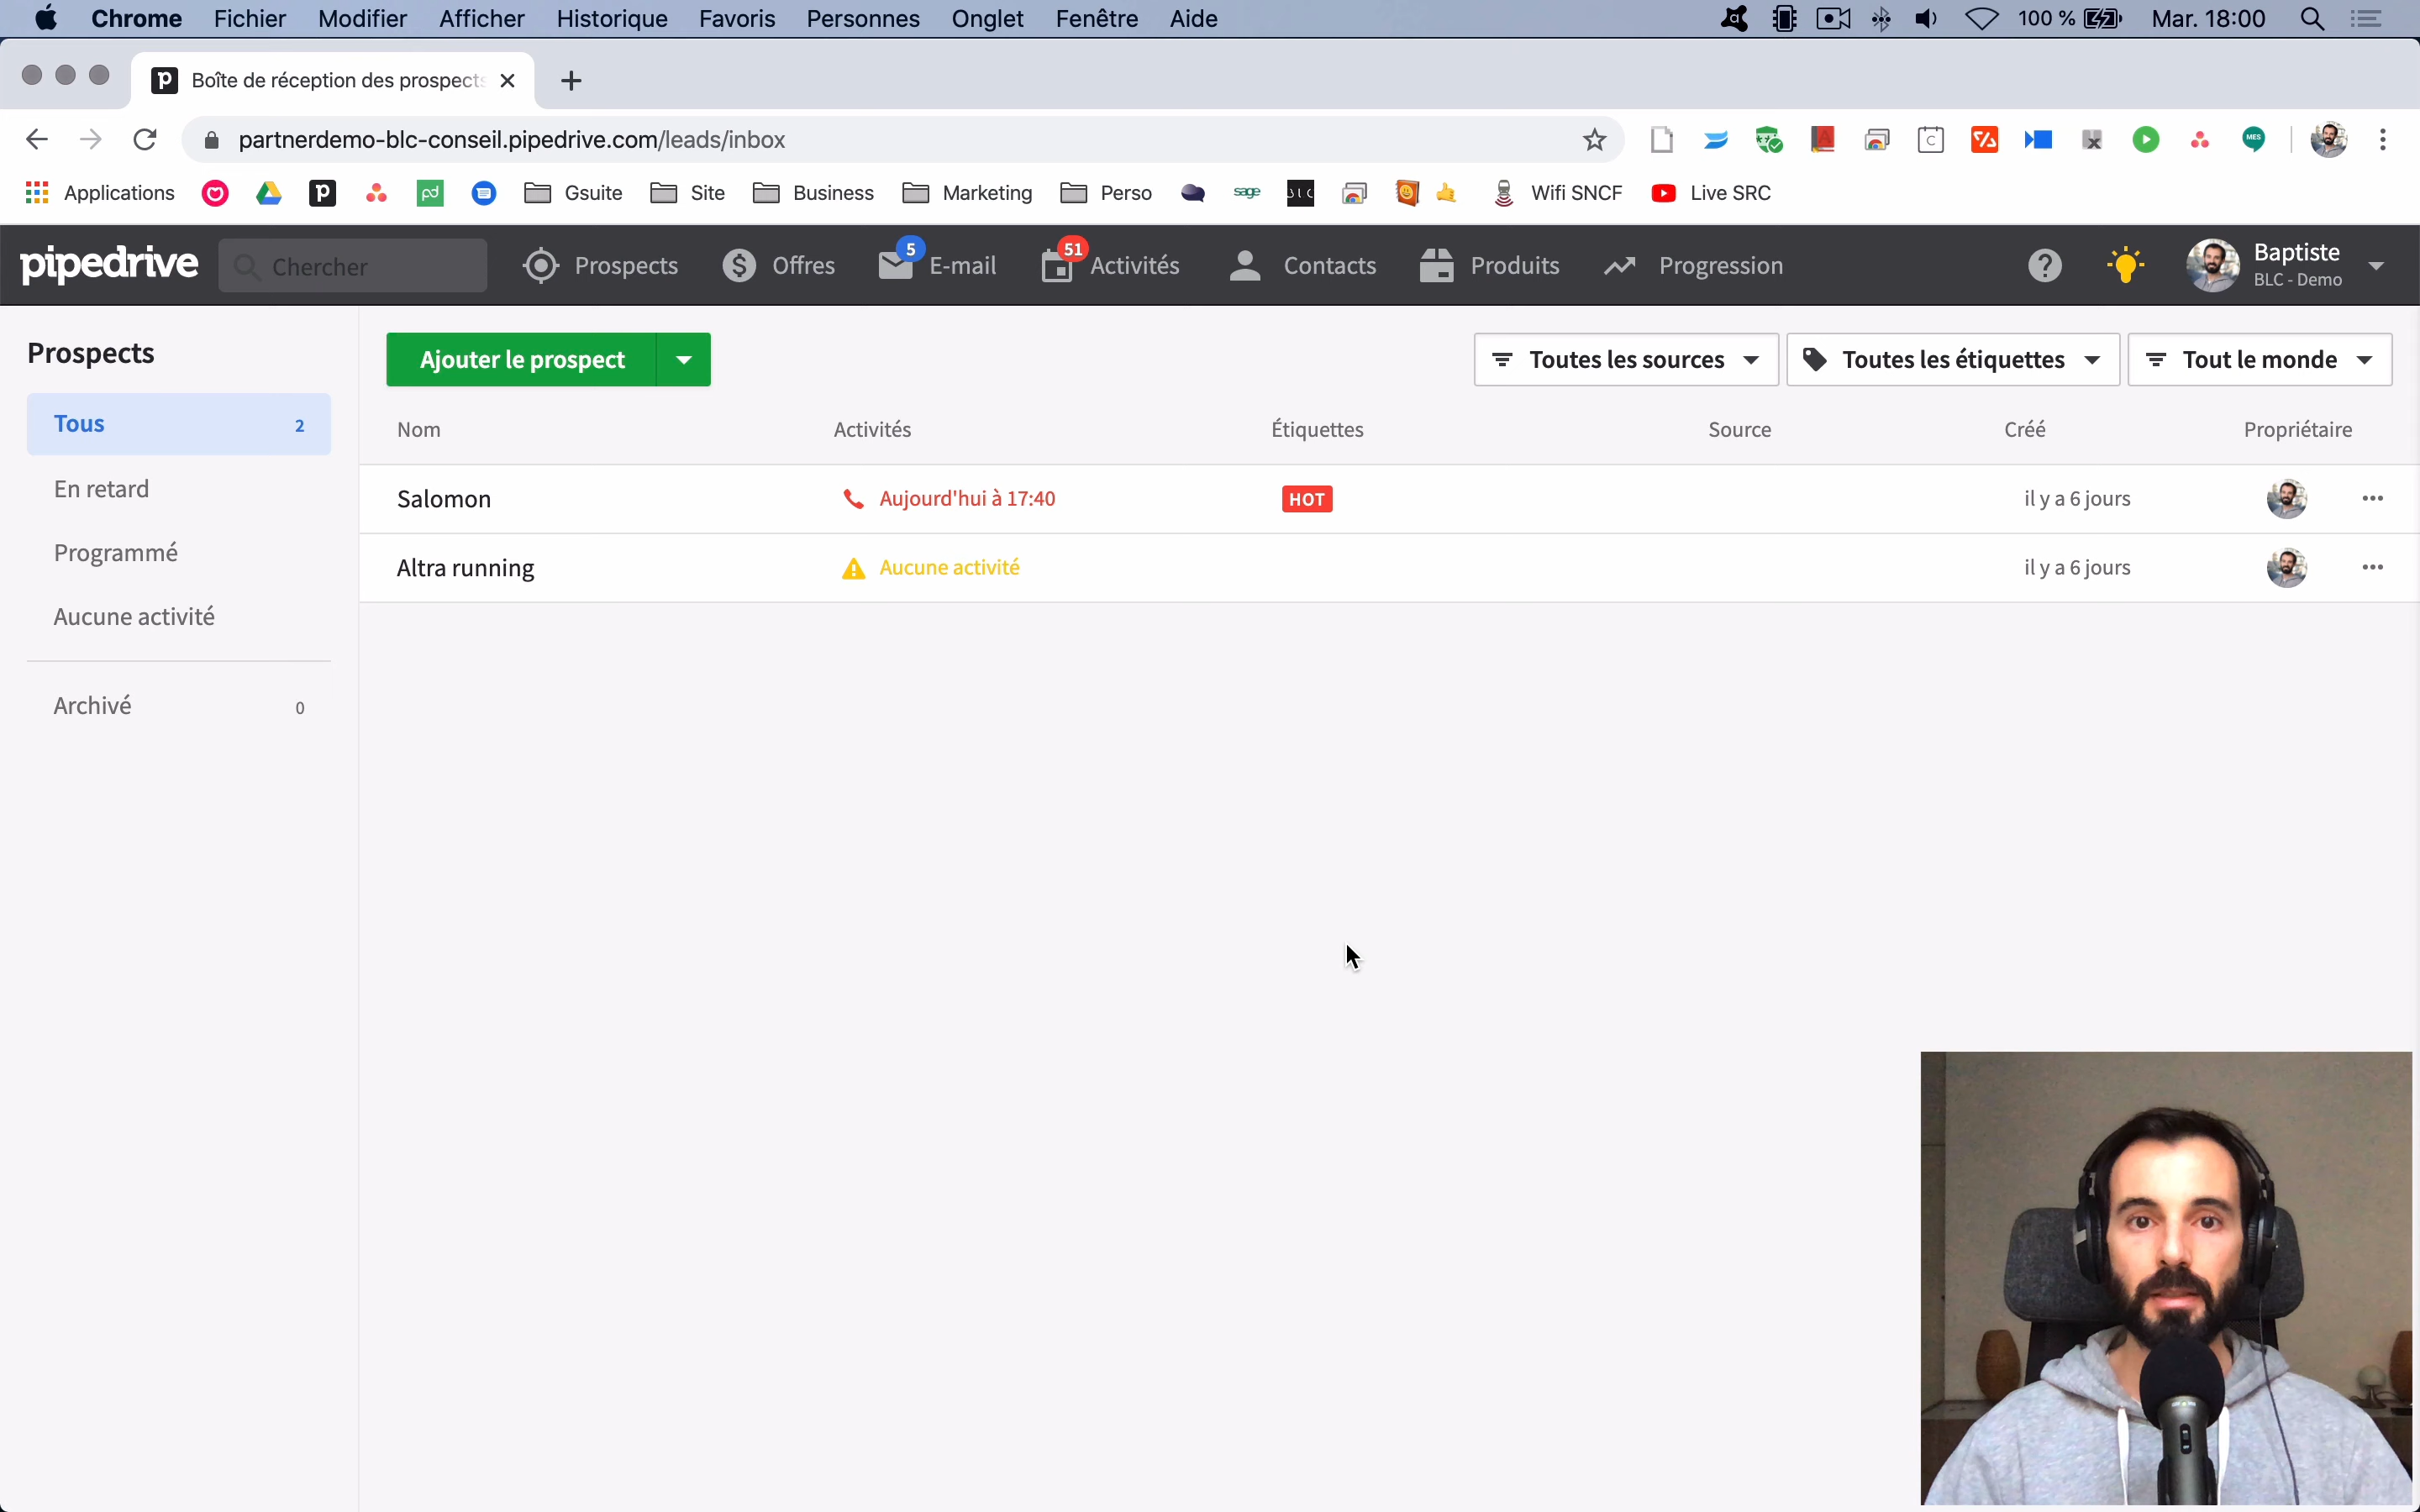 Chrome Fichier Modifier Afficher Historique Favoris Personnes Onglet Fenêtre Aide 100 % Mar. 18:00
Boîte de réception des prospects
partnerdemo-blc-conseil.pipedrive.com/leads/inbox
Applications Gsuite Site Business Marketing Perso sage Wifi SNCF Live SRC
pipedrive Chercher Prospects Offres 5 E-mail 51 Activités Contacts Produits Progression Baptiste
BLC - Demo
Prospects
Ajouter le prospect Toutes les sources Toutes les étiquettes Tout le monde
Tous 2
En retard
Programmé
Aucune activité
Archivé 0
Nom Activités Étiquettes Source Créé Propriétaire
Salomon Aujourd'hui à 17:40 HOT il y a 6 jours
Altra running Aucune activité il y a 6 jours